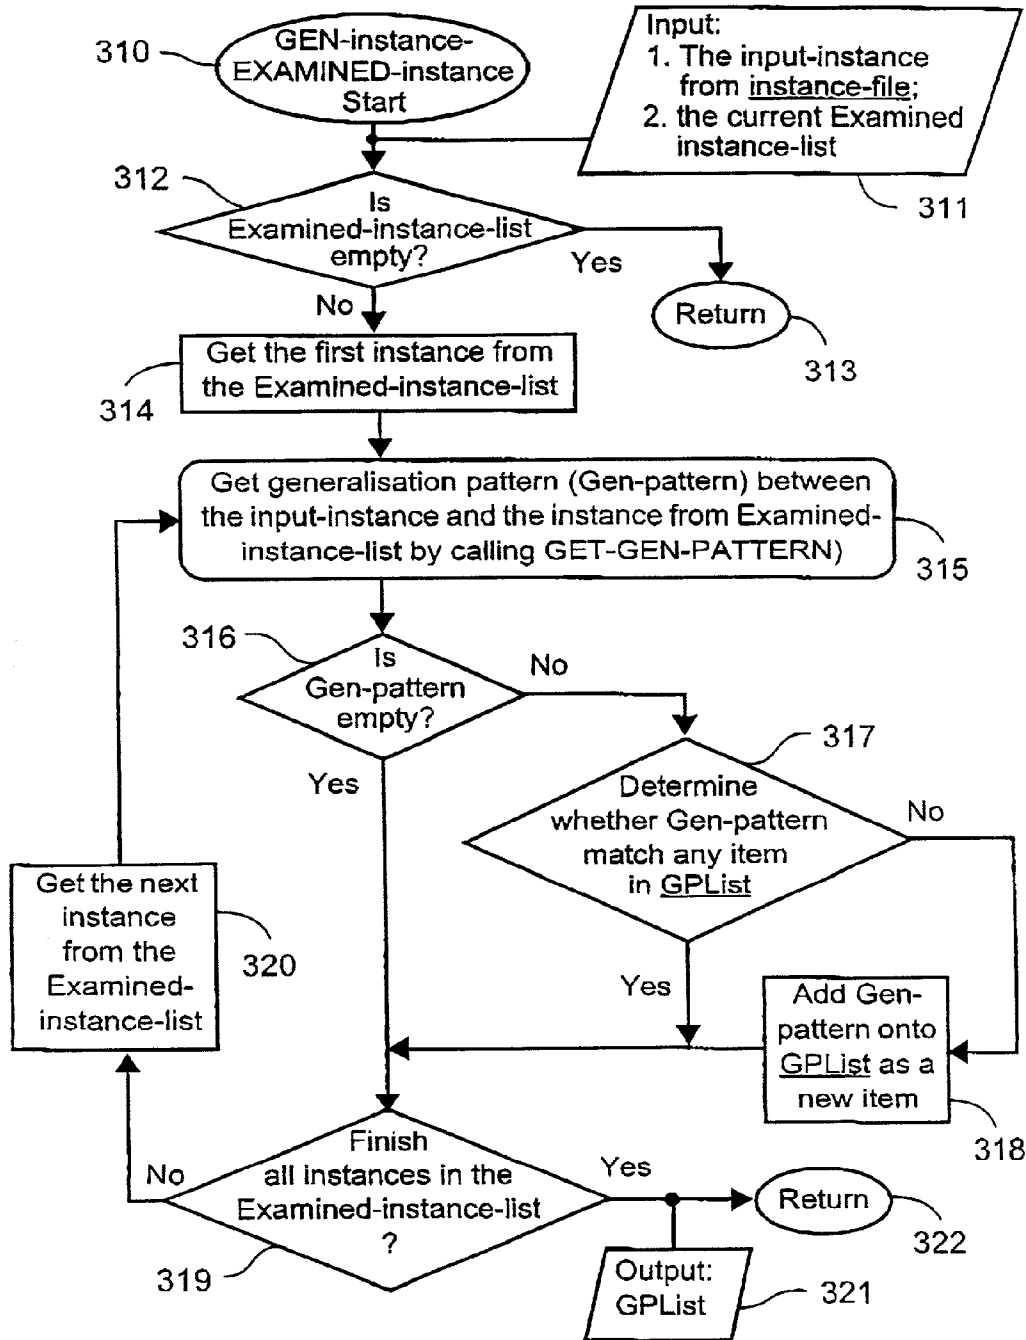 310
GEN-instance-
EXAMINED-instance
Start
Input:
1. The input-instance
from instance-file;
2. the current Examined
instance-list
311
312
Is
Examined-instance-list
empty?
Yes
No
Return
313
Get the first instance from
the Examined-instance-list
314
Get generalisation pattern (Gen-pattern) between
the input-instance and the instance from Examined-
instance-list by calling GET-GEN-PATTERN)
315
316
Is
Gen-pattern
empty?
No
Yes
317
Determine
whether Gen-pattern
match any item
in GPList
No
Yes
Get the next
instance
from the
Examined-
instance-list
320
Add Gen-
pattern onto
GPList as a
new item
318
Finish
all instances in the
Examined-instance-list
?
No
Yes
319
Return
322
Output:
GPList
321